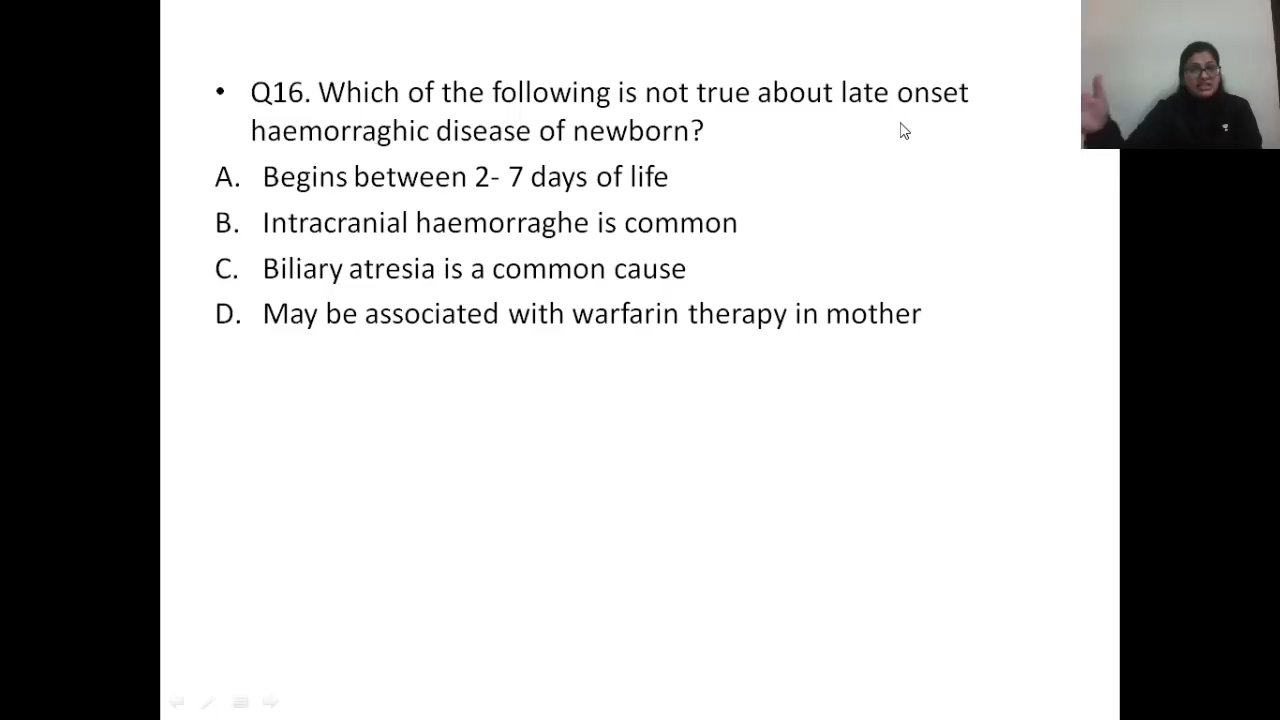 • Q16. Which of the following is not true about late onset
haemorraghic disease of newborn?
A. Begins between 2- 7 days of life
B. Intracranial haemorraghe is common
C. Biliary atresia is a common cause
D. May be associated with warfarin therapy in mother